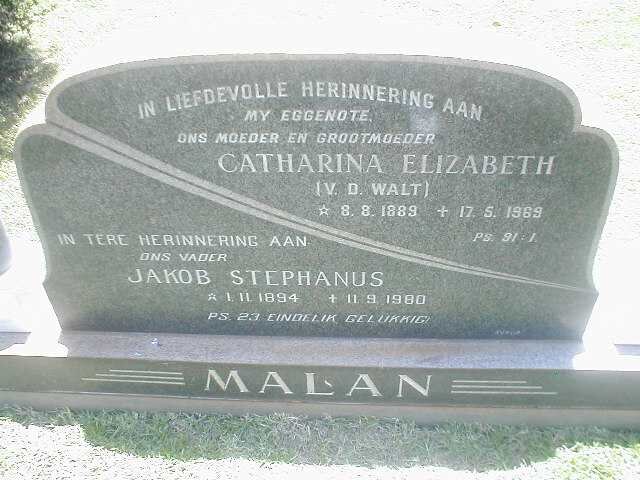 IN LIEFDEVOLLE HERINNERING AAN
MY EGGENOTE,
ONS MOEDER EN GROOTMOEDER
CATHARINA ELIZABETH
(V. D. WALT)
☆ 8. 8. 1889 + 17. 5. 1969
PS. 91:1.
IN TERE HERINNERING AAN
ONS VADER
JAKOB STEPHANUS
☆ 1. 11. 1894 + 11. 9. 1980
PS. 23. EINDELIK GELUKKIG!
MALAN